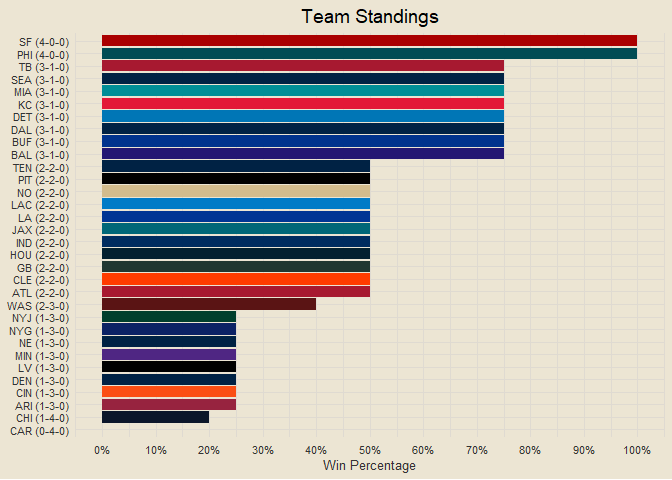 Team Standings
SF (4-0-0)
PHI (4-0-0)
TB (3-1-0)
SEA (3-1-0)
MIA (3-1-0)
KC (3-1-0)
DET (3-1-0)
DAL (3-1-0)
BUF (3-1-0)
BAL (3-1-0)
TEN (2-2-0)
PIT (2-2-0)
NO (2-2-0)
LAC (2-2-0)
LA (2-2-0)
JAX (2-2-0)
IND (2-2-0)
HOU (2-2-0)
GB (2-2-0)
CLE (2-2-0)
ATL (2-2-0)
WAS (2-3-0)
NYJ (1-3-0)
NYG (1-3-0)
NE (1-3-0)
MIN (1-3-0)
LV (1-3-0)
DEN (1-3-0)
CIN (1-3-0)
ARI (1-3-0)
CHI (1-4-0)
CAR (0-4-0)
0% 10% 20% 30% 40% 50% 60% 70% 80% 90% 100%
Win Percentage